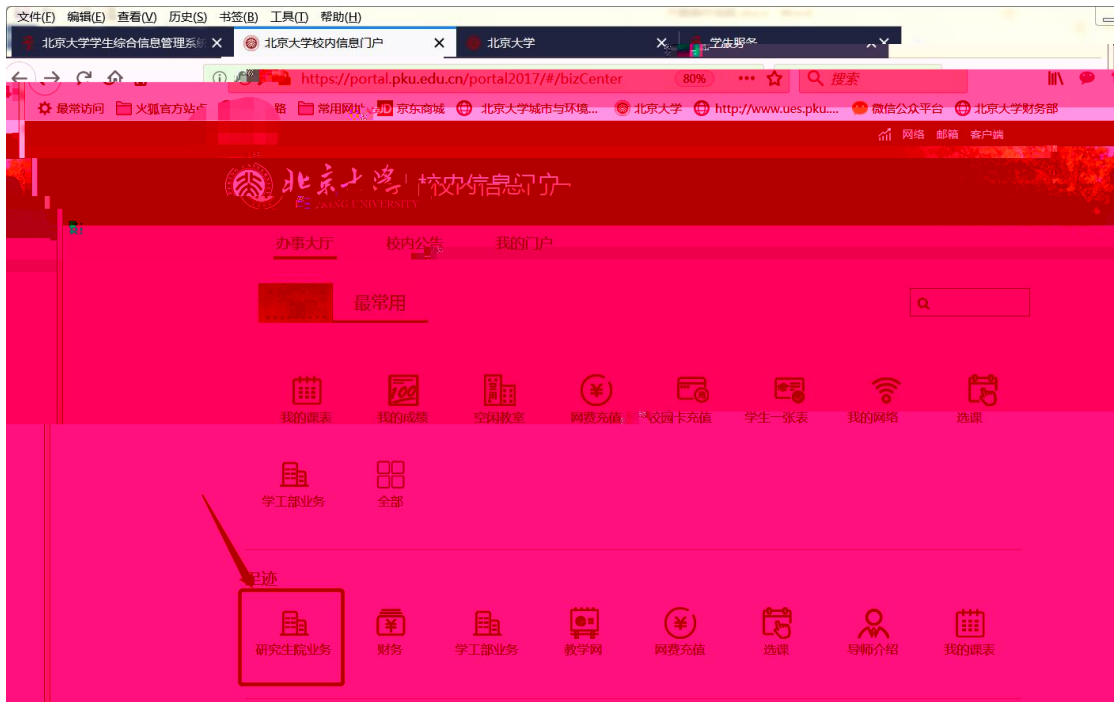 文件(F) 编辑(E) 查看(V) 历史(S) 书签(B) 工具(T) 帮助(H)
北京大学学生综合信息管理系统 北京大学校内信息门户 北京大学
https://portal.pku.edu.cn/portal2017/#/bizCenter 80% 搜索
最常访问 火狐官方站点 常用网址 JD 京东商城 北京大学城市与环境... 北京大学 http://www.ues.pku.... 微信公众平台 北京大学财务部
网络 邮箱 客户端
北京大学 校内信息门户
PEKING UNIVERSITY
办事大厅 校内公告 我的门户
最常用
我的课表 我的成绩 空闲教室 网费充值 校园卡充值 学生一张表 我的网络 选课
学工部业务 全部
足迹
研究生院业务 财务 学工部业务 教学网 网费充值 选课 导师介绍 我的课表